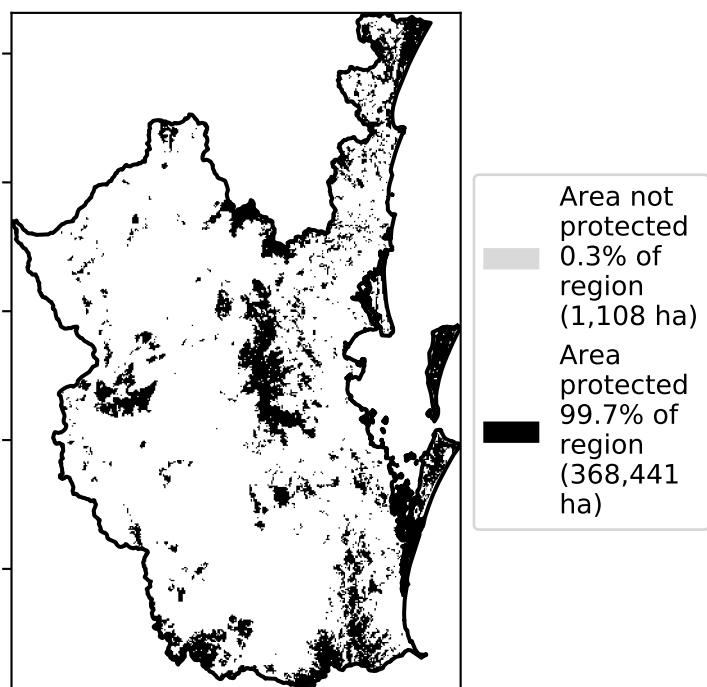 Area not
protected
0.3% of
region
(1,108 ha)
Area
protected
99.7% of
region
(368,441
ha)